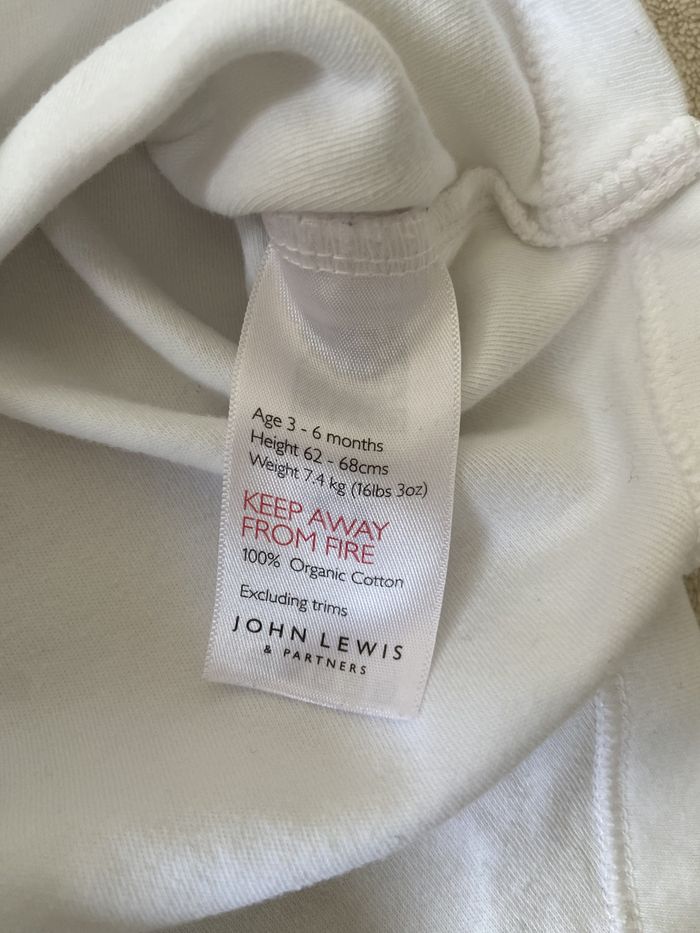 Age 3 - 6 months
Height 62 - 68cms
Weight 7.4 kg (16lbs 3oz)
KEEP AWAY
FROM FIRE
100% Organic Cotton
Excluding trims
JOHN LEWIS
& PARTNERS